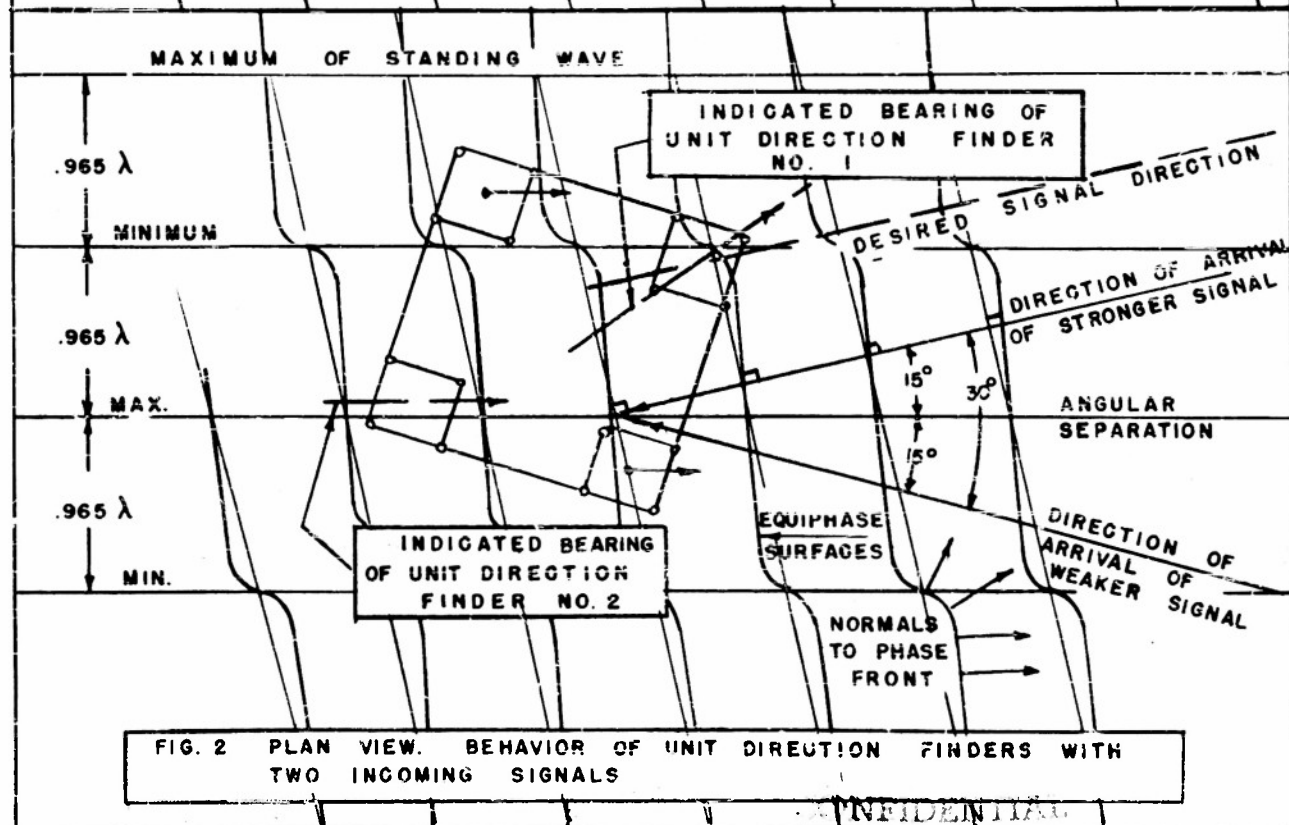 MAXIMUM OF STANDING WAVE
INDICATED BEARING OF
UNIT DIRECTION FINDER
NO. 1
.965 λ
DESIRED SIGNAL DIRECTION
MINIMUM
DIRECTION OF ARRIVAL
OF STRONGER SIGNAL
.965 λ
15°
30°
MAX.
ANGULAR
SEPARATION
15°
.965 λ
EQUIPHASE
SURFACES
DIRECTION OF
ARRIVAL OF
WEAKER SIGNAL
INDICATED BEARING
OF UNIT DIRECTION
FINDER NO. 2
MIN.
NORMALS
TO PHASE
FRONT
FIG. 2 PLAN VIEW. BEHAVIOR OF UNIT DIRECTION FINDERS WITH
TWO INCOMING SIGNALS